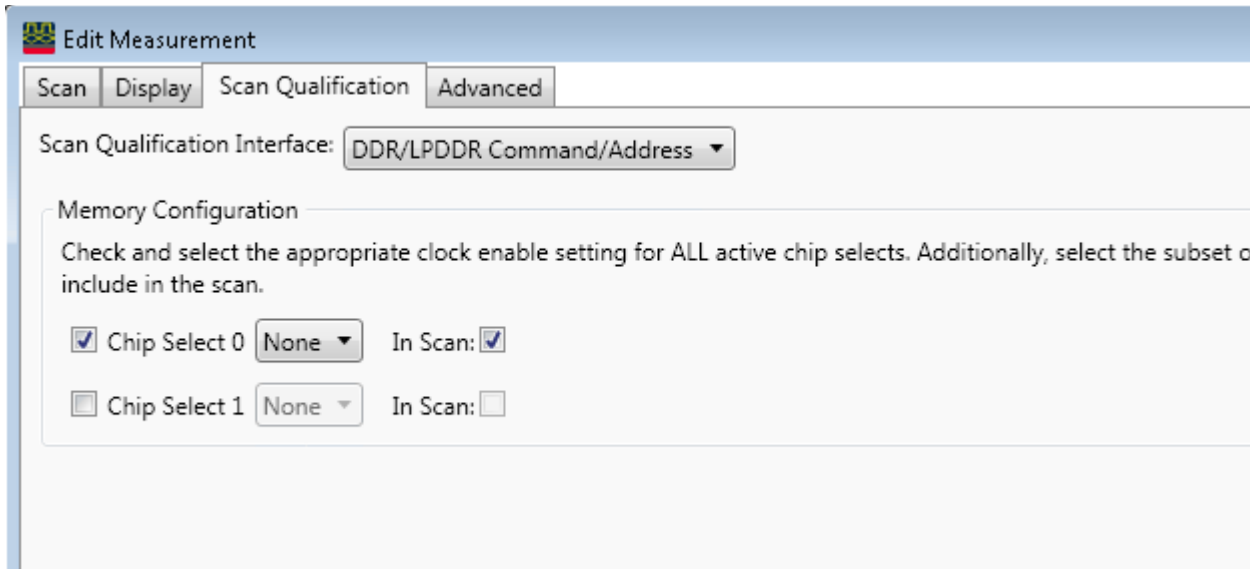 Edit Measurement
Scan Display Scan Qualification Advanced
Scan Qualification Interface: DDR/LPDDR Command/Address
Memory Configuration
Check and select the appropriate clock enable setting for ALL active chip selects. Additionally, select the subset
include in the scan.
Chip Select 0 None In Scan:
Chip Select 1 None In Scan: